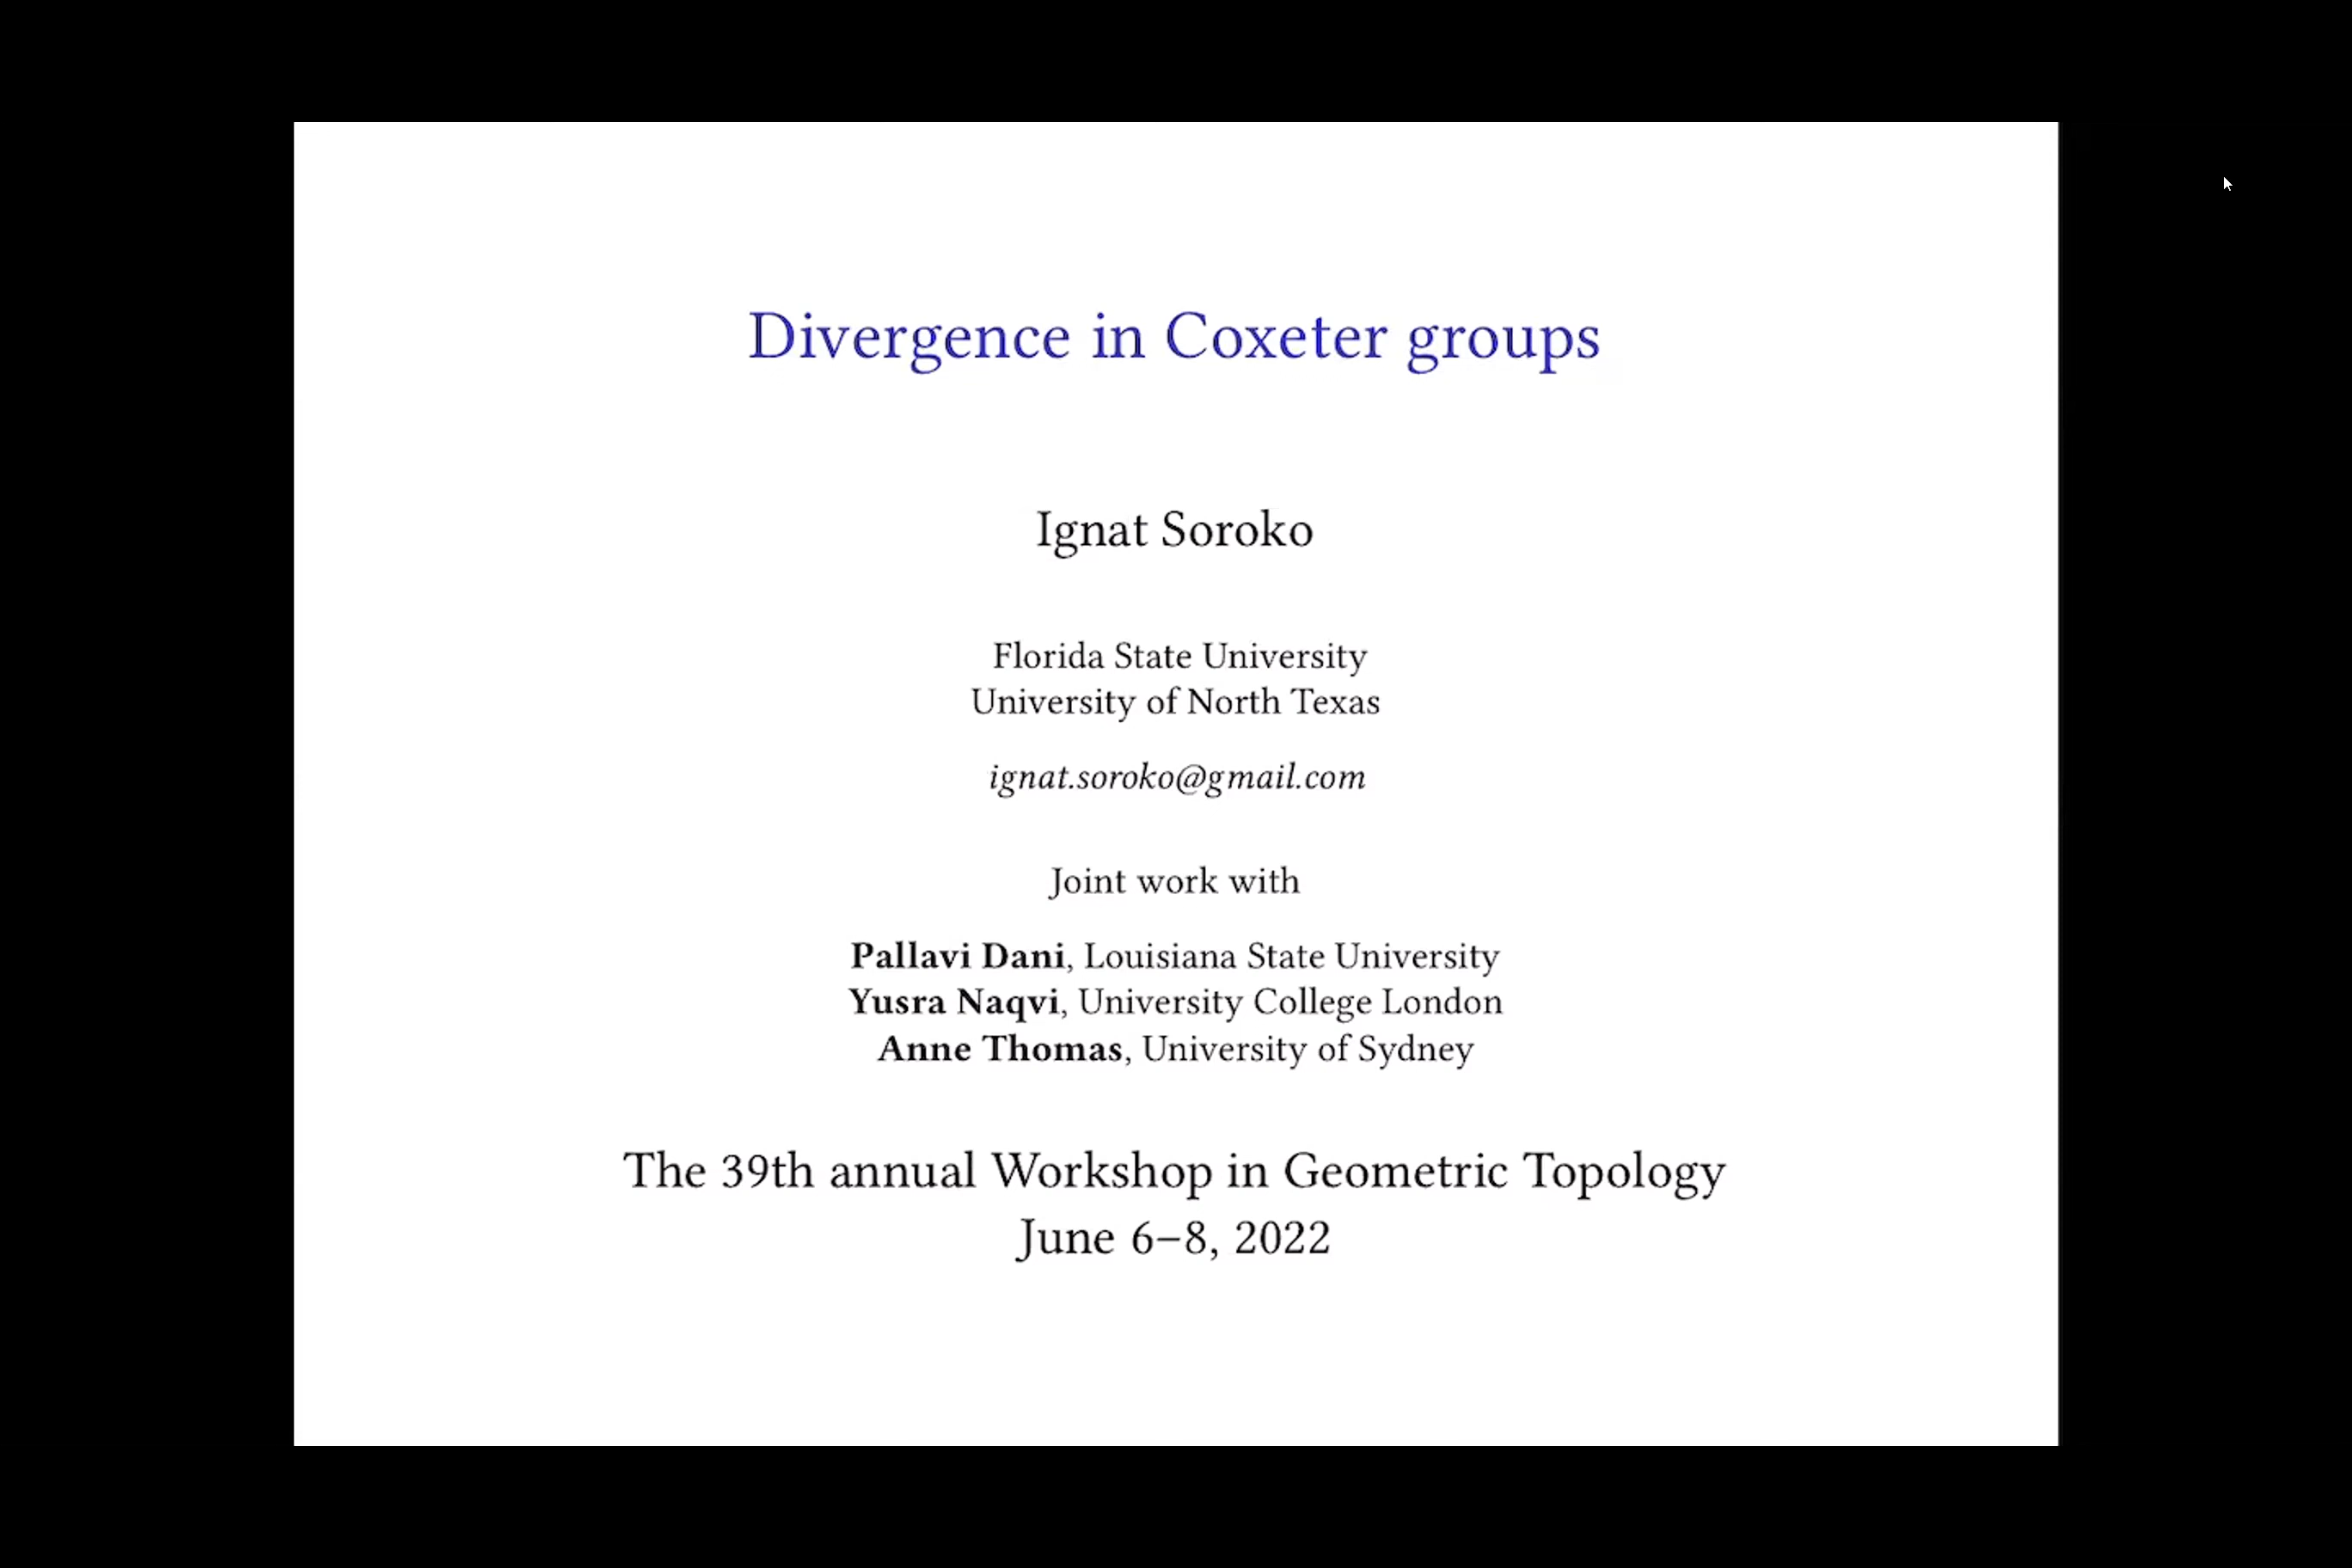 Divergence in Coxeter groups
Ignat Soroko
Florida State University
University of North Texas
ignat.soroko@gmail.com
Joint work with
Pallavi Dani, Louisiana State University
Yusra Naqvi, University College London
Anne Thomas, University of Sydney
The 39th annual Workshop in Geometric Topology
June 6–8, 2022